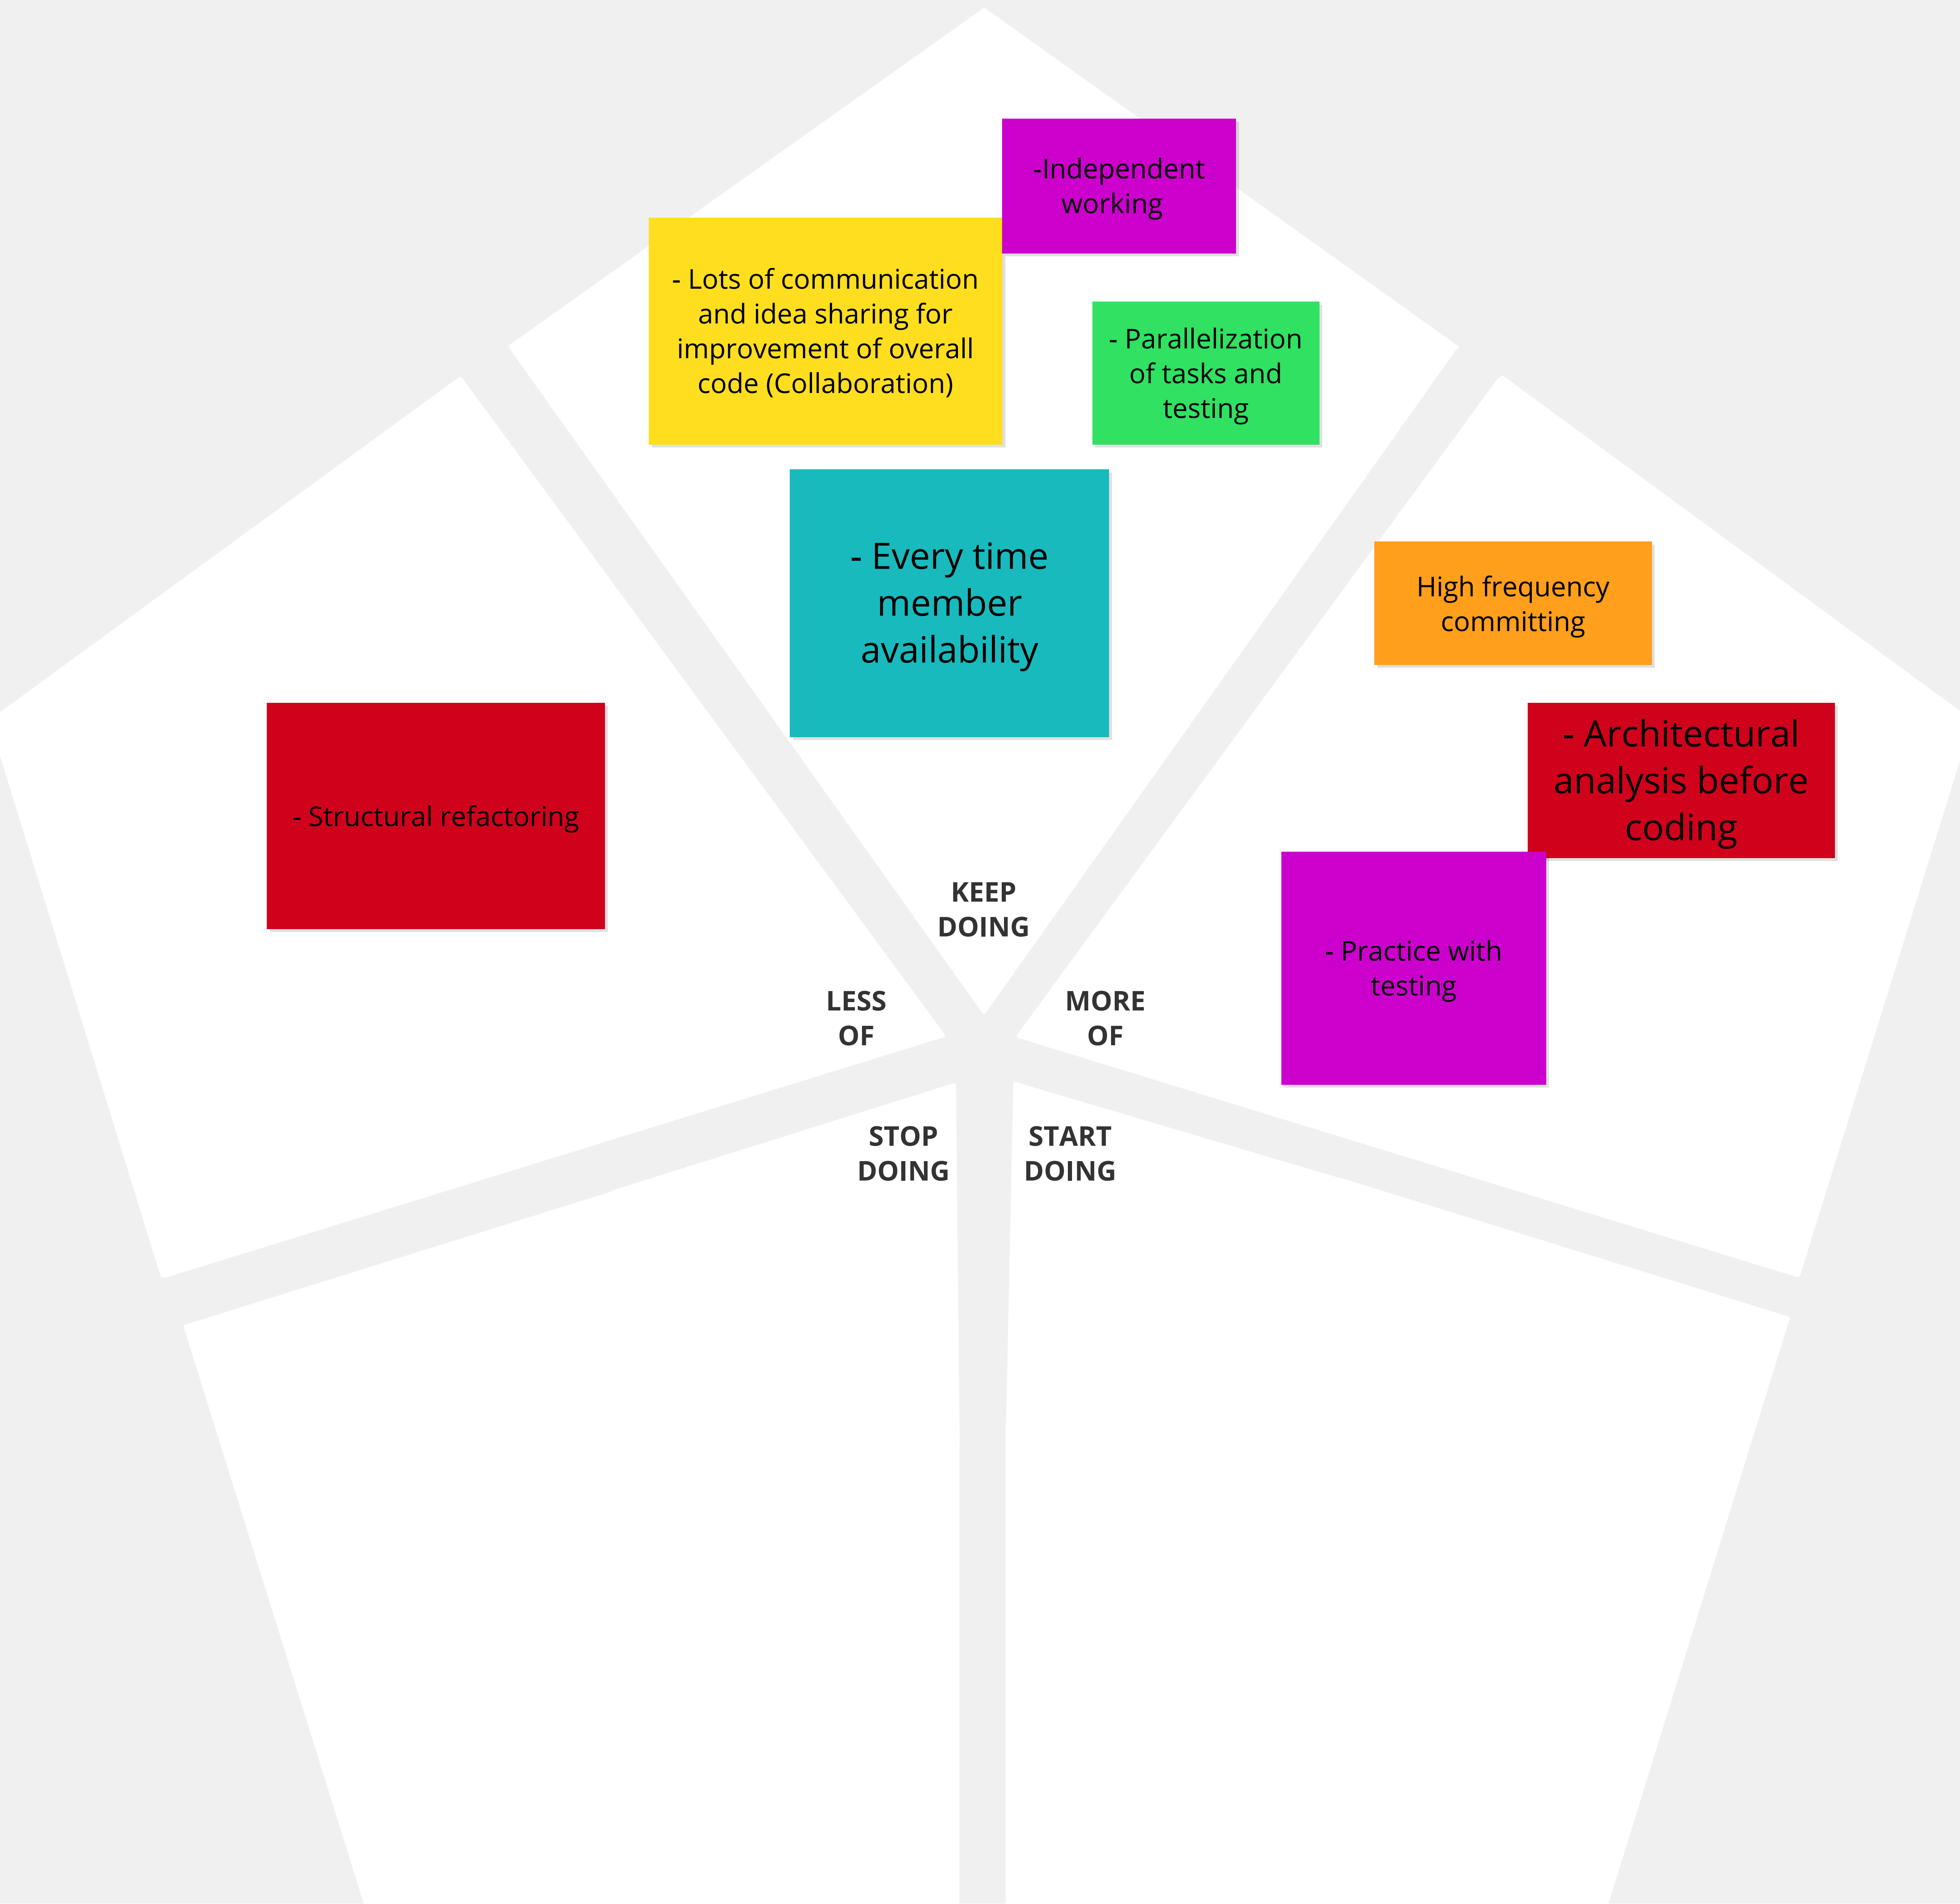 -Independent
working
- Lots of communication
and idea sharing for
improvement of overall
code (Collaboration)
- Parallelization
of tasks and
testing
- Every time
member
availability
High frequency
committing
- Architectural
analysis before
coding
- Structural refactoring
- Practice with
testing
KEEP
DOING
LESS
OF
MORE
OF
STOP
DOING
START
DOING